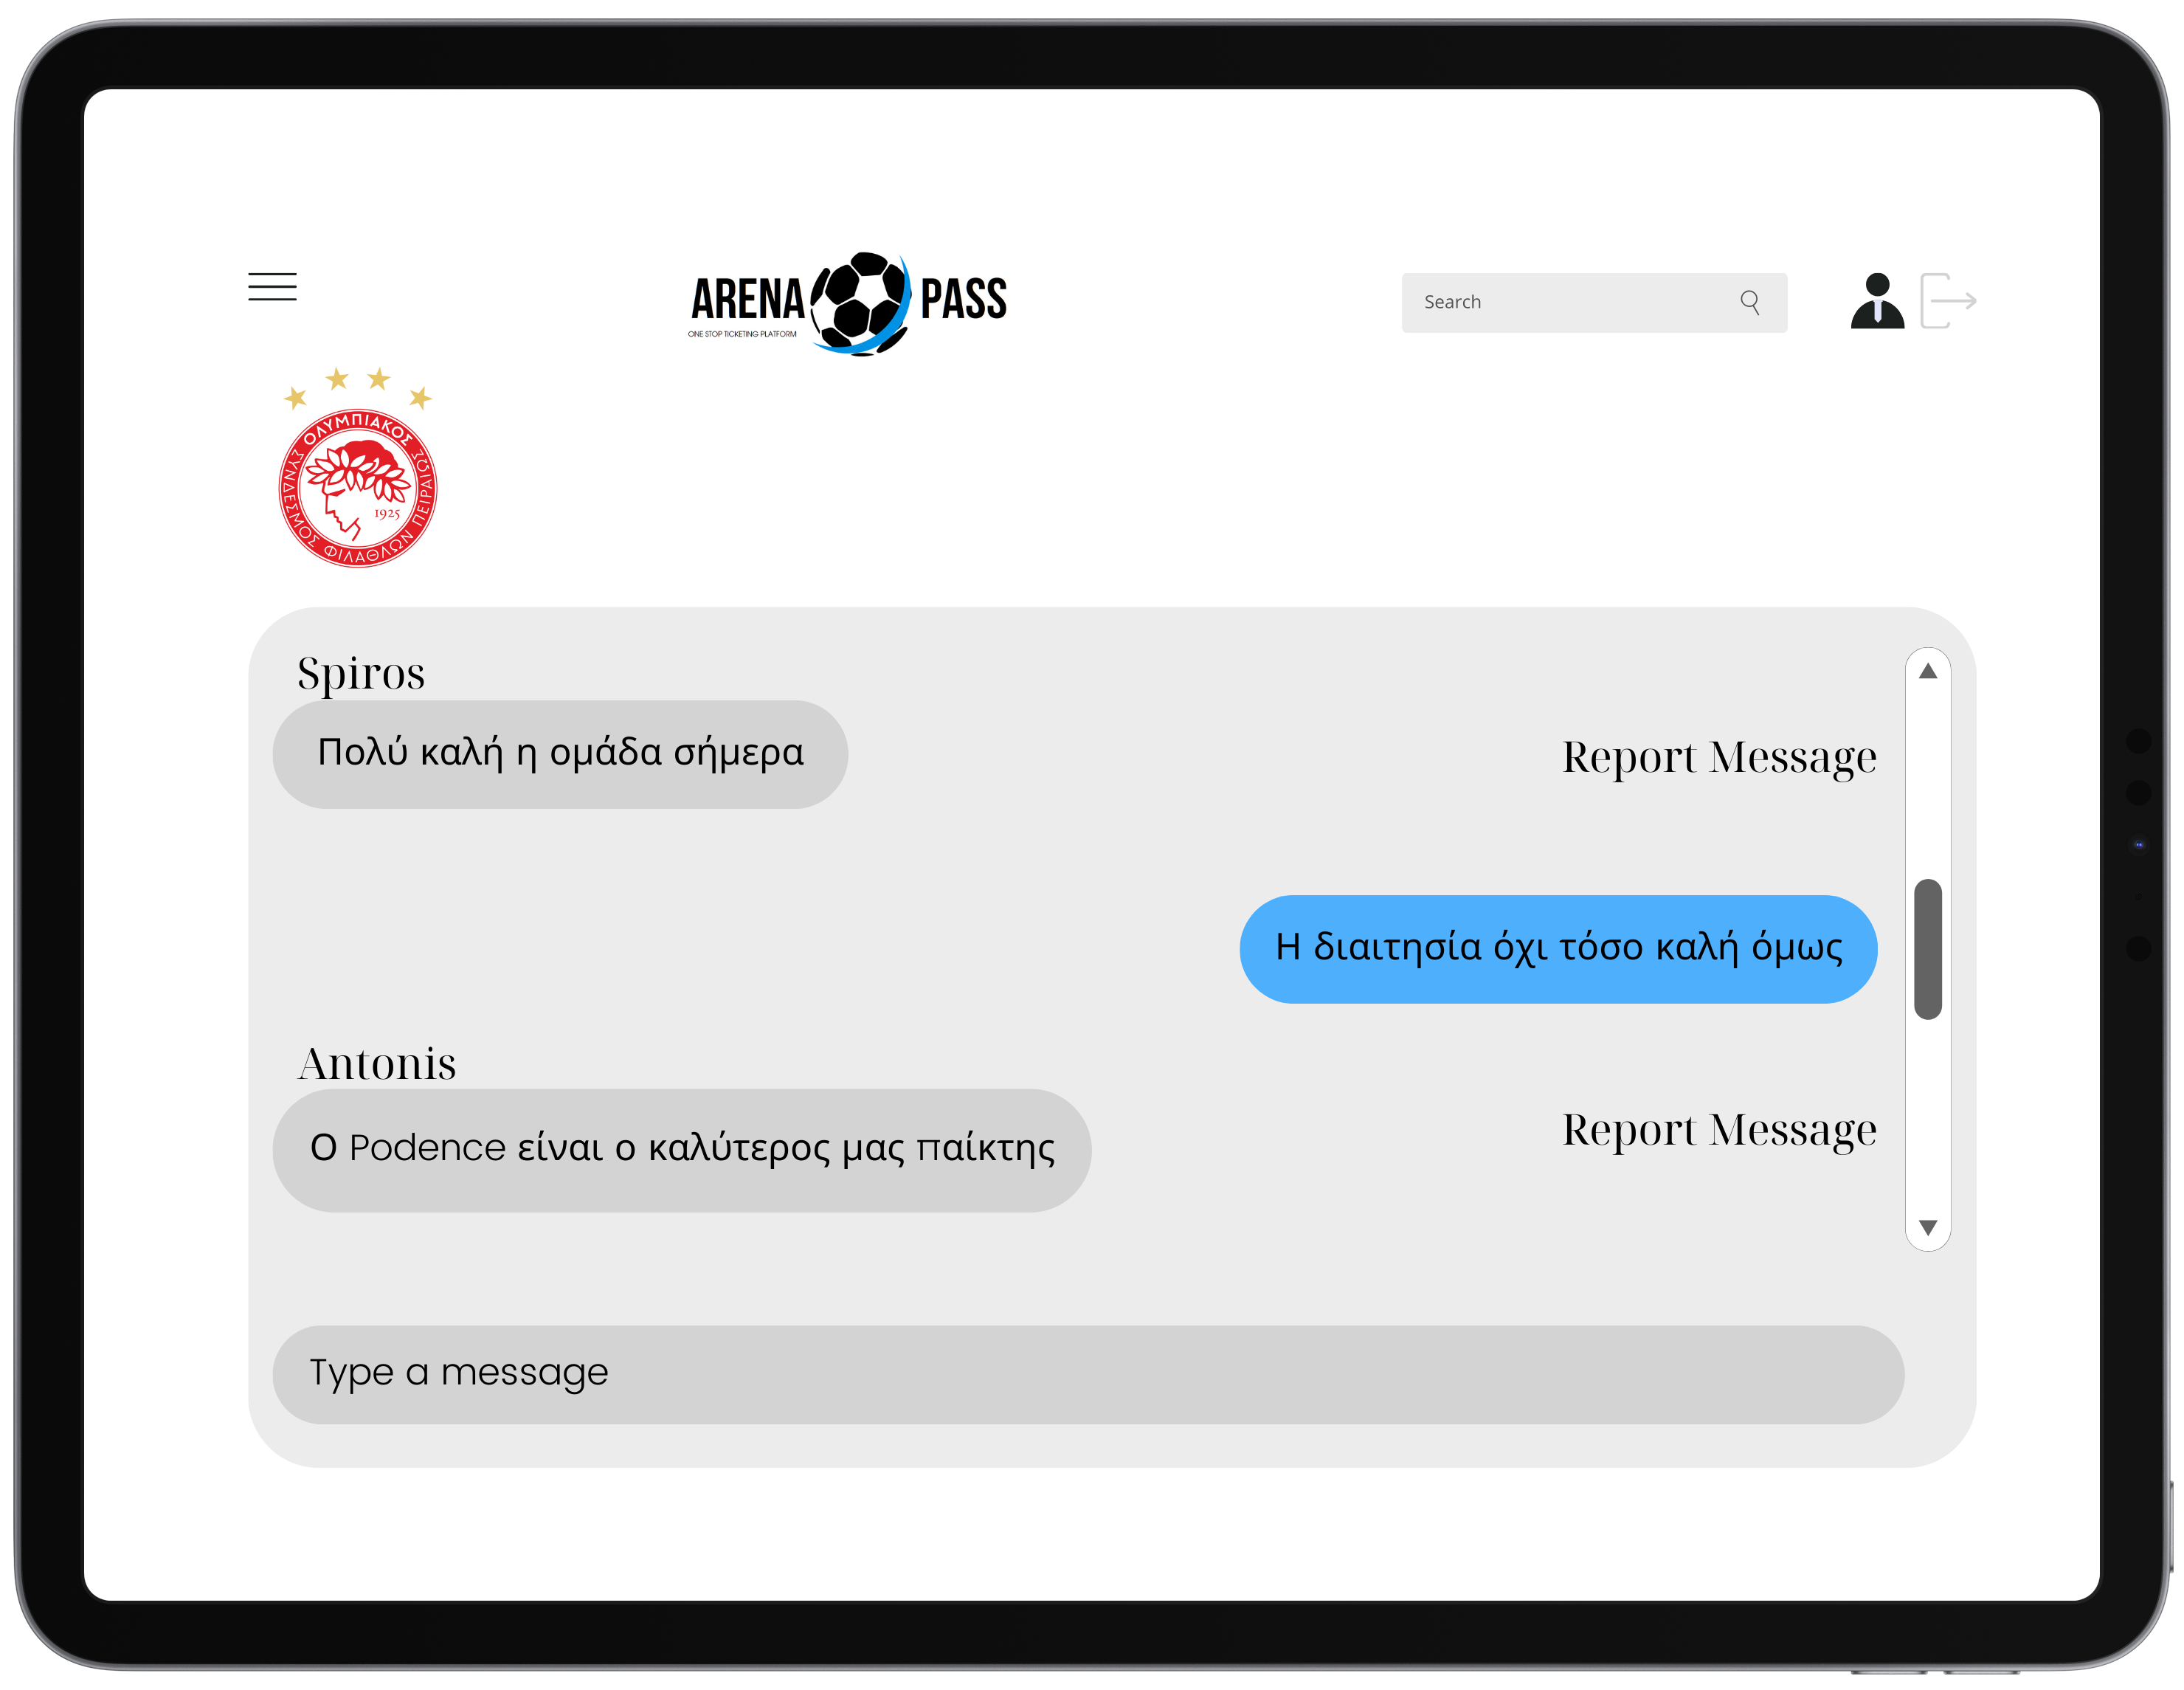 ARENA PASS
ONE STOP TICKETING PLATFORM
Search
ΟΛΥΜΠΙΑΚΟΣ ΣΥΝΔΕΣΜΟΣ ΦΙΛΑΘΛΩΝ ΠΕΙΡΑΙΩΣ
1925
Spiros
Πολύ καλή η ομάδα σήμερα
Report Message
Η διαιτησία όχι τόσο καλή όμως
Antonis
Ο Podence είναι ο καλύτερος μας παίκτης
Report Message
Type a message